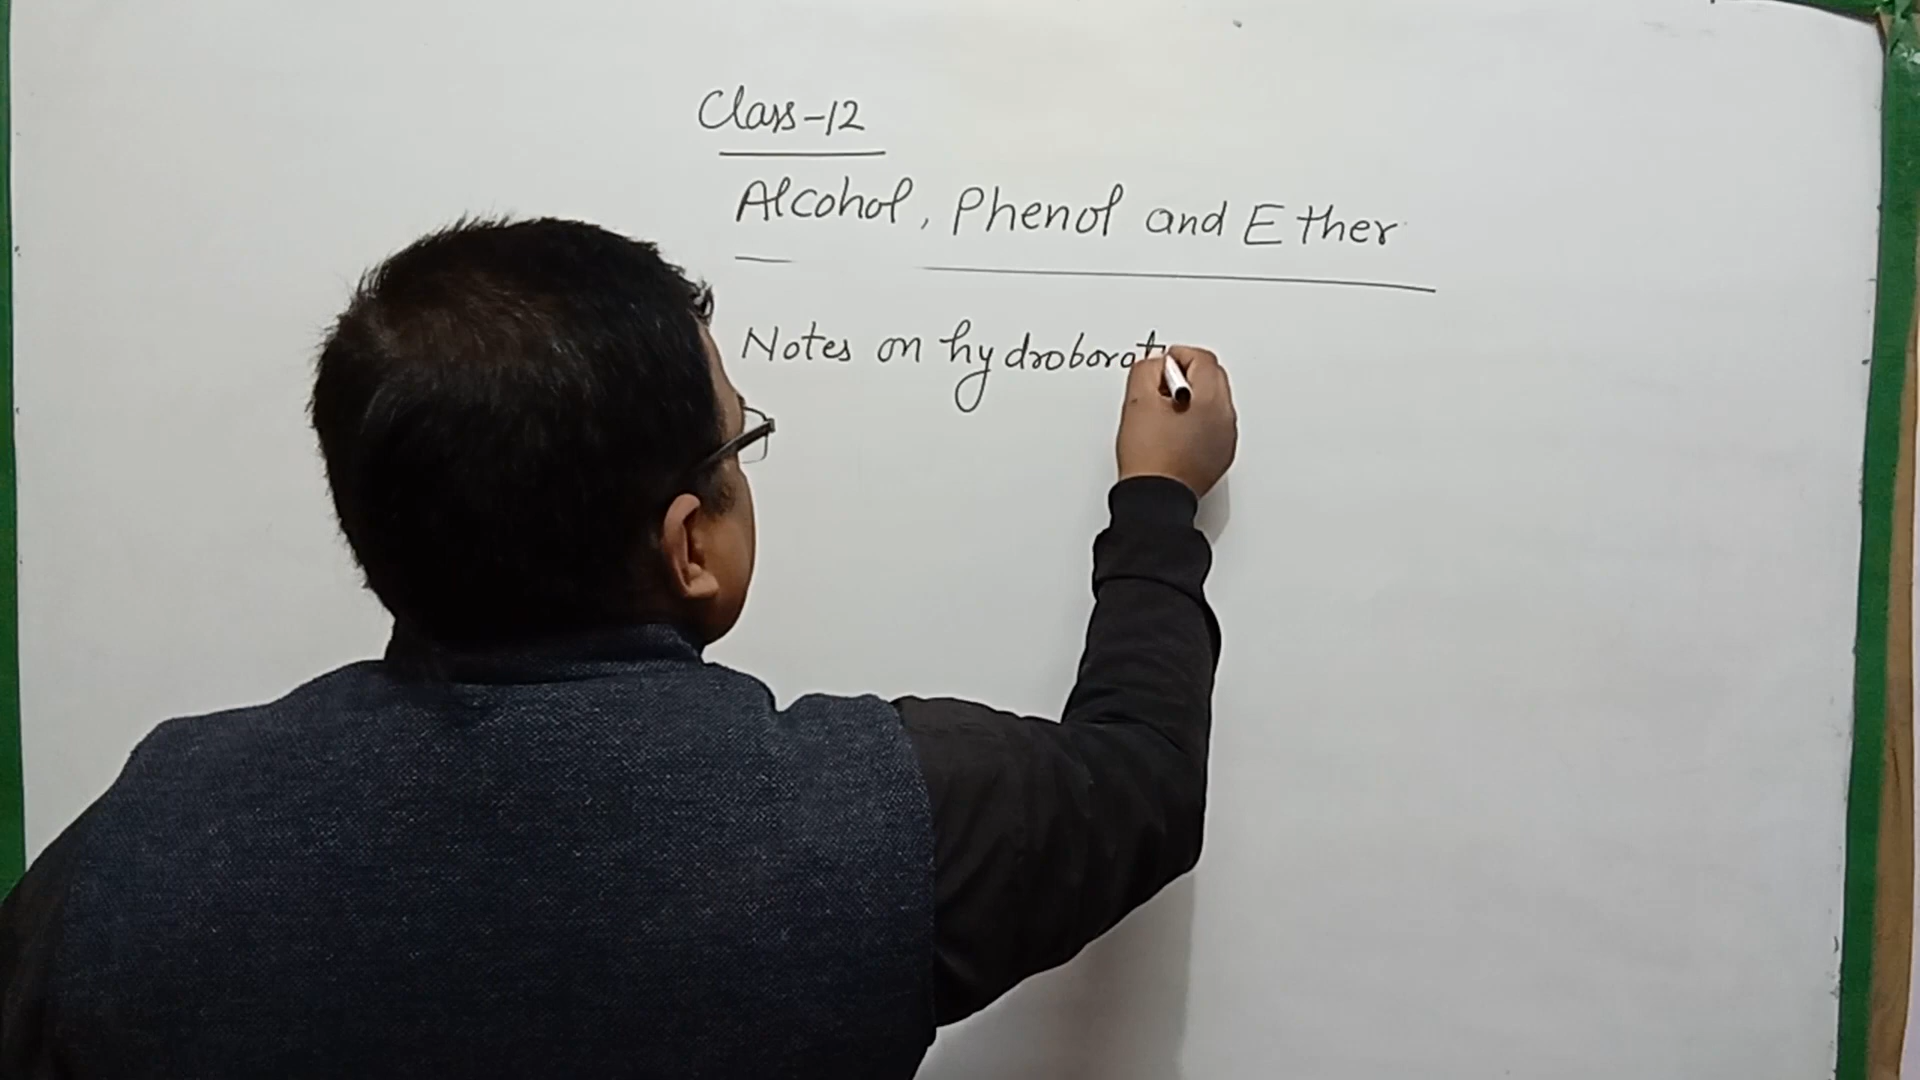 Class-12
Alcohol, Phenol and Ether
Notes on hydroborat